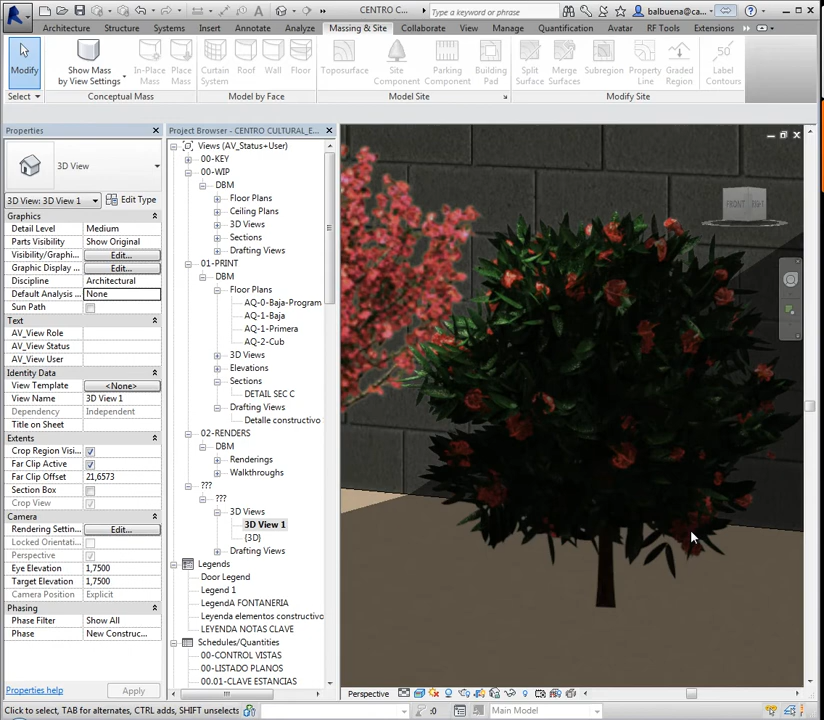 CENTRO C...
Type a keyword or phrase
balbuena@ca...
Architecture Structure Systems Insert Annotate Analyze Massing & Site Collaborate View Manage Quantification Avatar RF Tools Extensions
Modify
Show Mass
by View Settings
In-Place
Mass
Place
Mass
Curtain
System
Roof
Wall
Floor
Toposurface
Site
Component
Parking
Component
Building
Pad
Split
Surface
Merge
Surfaces
Subregion
Property
Line
Graded
Region
Label
Contours
Select
Conceptual Mass
Model by Face
Model Site
Modify Site
Properties
3D View
3D View: 3D View 1
Edit Type
Graphics
Detail Level Medium
Parts Visibility Show Original
Visibility/Graphi... Edit...
Graphic Display ... Edit...
Discipline Architectural
Default Analysis ... None
Sun Path
Text
AV_View Role
AV_View Status
AV_View User
Identity Data
View Template <None>
View Name 3D View 1
Dependency Independent
Title on Sheet
Extents
Crop Region Visi...
Far Clip Active
Far Clip Offset 21,6573
Section Box
Crop View
Camera
Rendering Settin... Edit...
Locked Orientati...
Perspective
Eye Elevation 1,7500
Target Elevation 1,7500
Camera Position Explicit
Phasing
Phase Filter Show All
Phase New Construc...
Properties help
Apply
Project Browser - CENTRO CULTURAL_E...
Views (AV_Status+User)
00-KEY
00-WIP
DBM
Floor Plans
Ceiling Plans
3D Views
Sections
Drafting Views
01-PRINT
DBM
Floor Plans
AQ-0-Baja-Program
AQ-1-Baja
AQ-1-Primera
AQ-2-Cub
3D Views
Elevations
Sections
DETAIL SEC C
Drafting Views
Detalle constructivo
02-RENDERS
DBM
Renderings
Walkthroughs
???
???
3D Views
3D View 1
{3D}
Drafting Views
Legends
Door Legend
Legend 1
LegendA FONTANERIA
Leyenda elementos constructivo
LEYENDA NOTAS CLAVE
Schedules/Quantities
00-CONTROL VISTAS
00-LISTADO PLANOS
00.01-CLAVE ESTANCIAS
FRONT
Perspective
Click to select, TAB for alternates, CTRL adds, SHIFT unselects
:0
Main Model